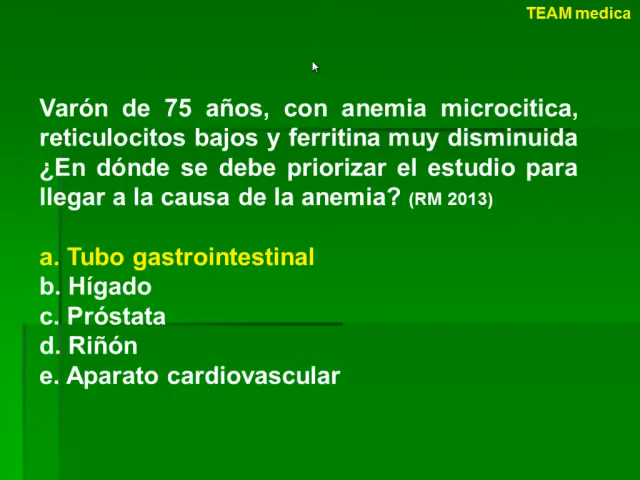 TEAM medica
Varón de 75 años, con anemia microcitica,
reticulocitos bajos y ferritina muy disminuida
¿En dónde se debe priorizar el estudio para
llegar a la causa de la anemia? (RM 2013)
a. Tubo gastrointestinal
b. Hígado
c. Próstata
d. Riñón
e. Aparato cardiovascular